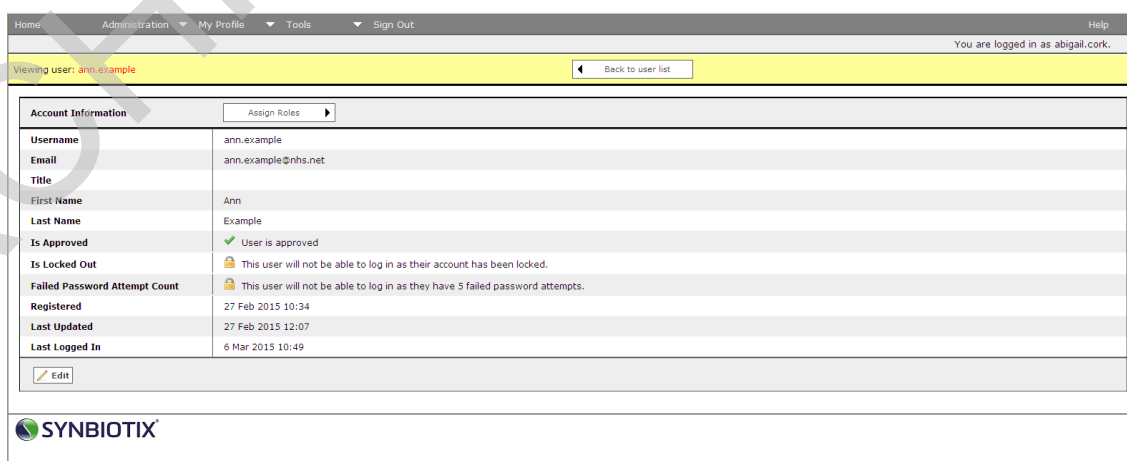 Home Administration My Profile Tools Sign Out Help
You are logged in as abigail.cork.
Viewing user: ann.example Back to user list
Account Information Assign Roles
Username ann.example
Email ann.example@nhs.net
Title
First Name Ann
Last Name Example
Is Approved User is approved
Is Locked Out This user will not be able to log in as their account has been locked.
Failed Password Attempt Count This user will not be able to log in as they have 5 failed password attempts.
Registered 27 Feb 2015 10:34
Last Updated 27 Feb 2015 12:07
Last Logged In 6 Mar 2015 10:49
Edit
SYNBIOTIX